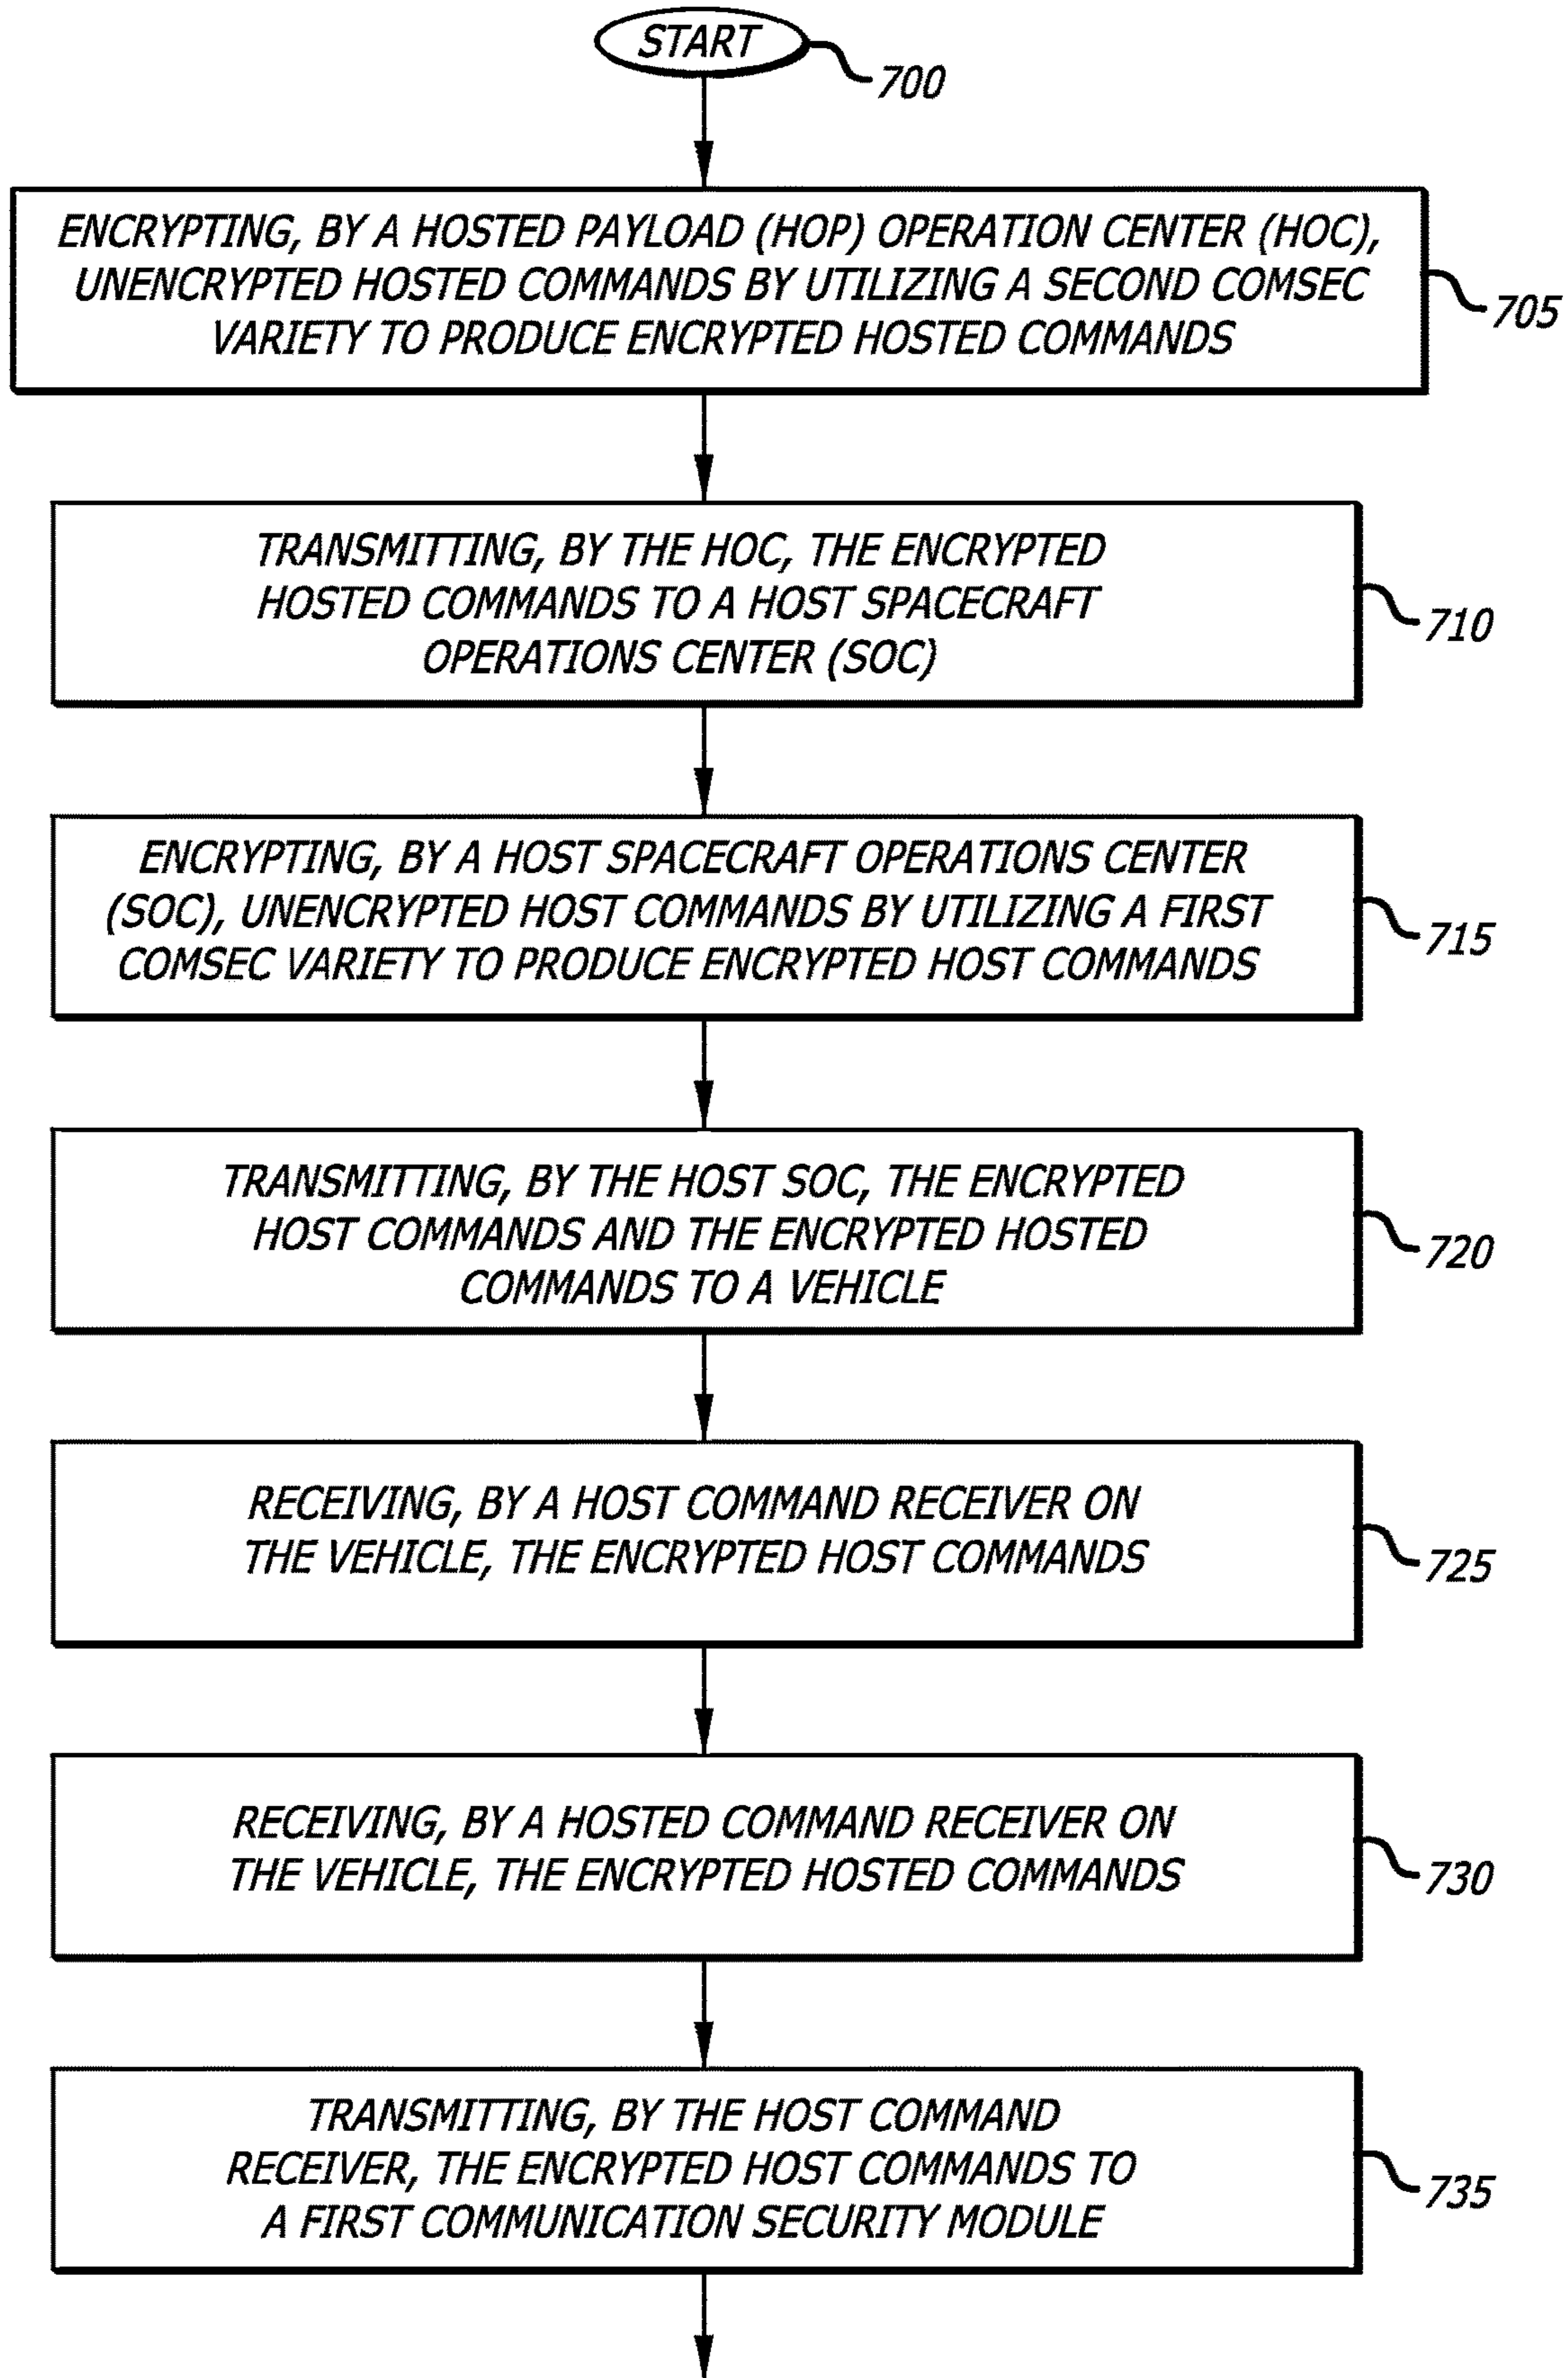 START
700
ENCRYPTING, BY A HOSTED PAYLOAD (HOP) OPERATION CENTER (HOC),
UNENCRYPTED HOSTED COMMANDS BY UTILIZING A SECOND COMSEC
VARIETY TO PRODUCE ENCRYPTED HOSTED COMMANDS
705
TRANSMITTING, BY THE HOC, THE ENCRYPTED
HOSTED COMMANDS TO A HOST SPACECRAFT
OPERATIONS CENTER (SOC)
710
ENCRYPTING, BY A HOST SPACECRAFT OPERATIONS CENTER
(SOC), UNENCRYPTED HOST COMMANDS BY UTILIZING A FIRST
COMSEC VARIETY TO PRODUCE ENCRYPTED HOST COMMANDS
715
TRANSMITTING, BY THE HOST SOC, THE ENCRYPTED
HOST COMMANDS AND THE ENCRYPTED HOSTED
COMMANDS TO A VEHICLE
720
RECEIVING, BY A HOST COMMAND RECEIVER ON
THE VEHICLE, THE ENCRYPTED HOST COMMANDS
725
RECEIVING, BY A HOSTED COMMAND RECEIVER ON
THE VEHICLE, THE ENCRYPTED HOSTED COMMANDS
730
TRANSMITTING, BY THE HOST COMMAND
RECEIVER, THE ENCRYPTED HOST COMMANDS TO
A FIRST COMMUNICATION SECURITY MODULE
735